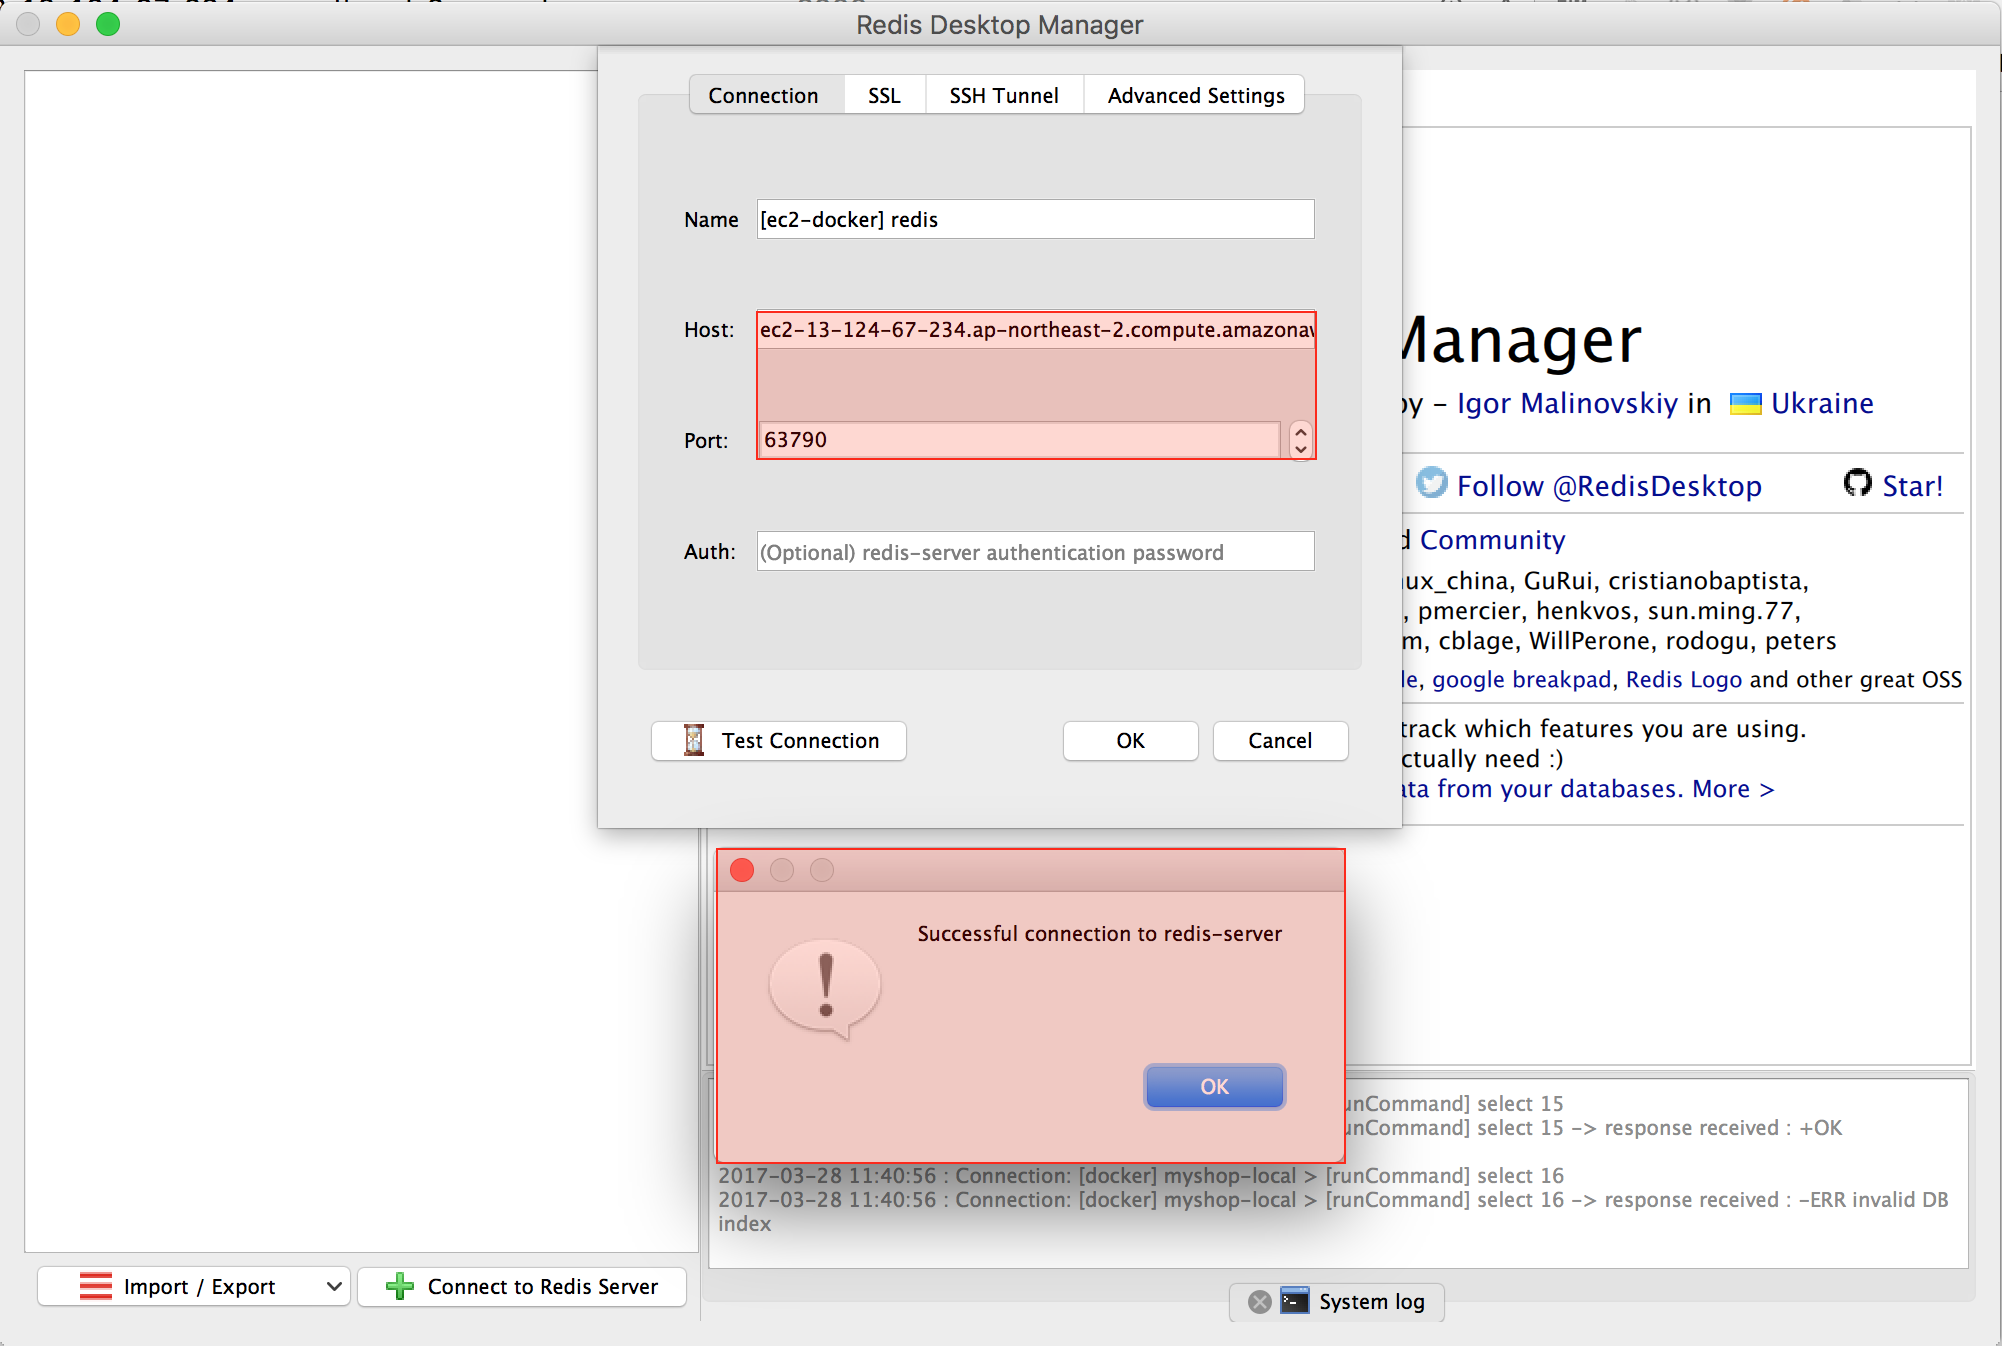 Redis Desktop Manager
Connection
SSL
SSH Tunnel
Advanced Settings
Name
[ec2-docker] redis
Host:
ec2-13-124-67-234.ap-northeast-2.compute.amazonaw
Port:
63790
Auth:
(Optional) redis-server authentication password
Test Connection
OK
Cancel
Manager
by - Igor Malinovskiy in Ukraine
Follow @RedisDesktop
Star!
d Community
ux_china, GuRui, cristianobaptista,
, pmercier, henkvos, sun.ming.77,
m, cblage, WillPerone, rodogu, peters
le, google breakpad, Redis Logo and other great OSS
track which features you are using.
ctually need :)
ata from your databases. More >
Successful connection to redis-server
OK
unCommand] select 15
unCommand] select 15 -> response received : +OK
2017-03-28 11:40:56 : Connection: [docker] myshop-local > [runCommand] select 16
2017-03-28 11:40:56 : Connection: [docker] myshop-local > [runCommand] select 16 -> response received : -ERR invalid DB
index
Import / Export
Connect to Redis Server
System log